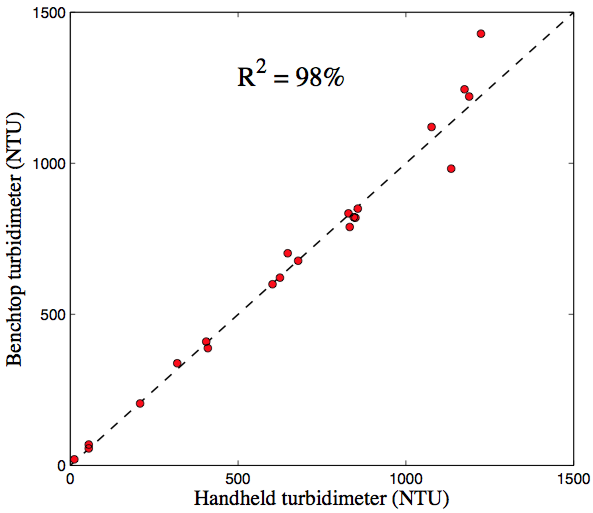 1500
R² = 98%
1000
500
0
0 500 1000 1500
Benchtop turbidimeter (NTU)
Handheld turbidimeter (NTU)